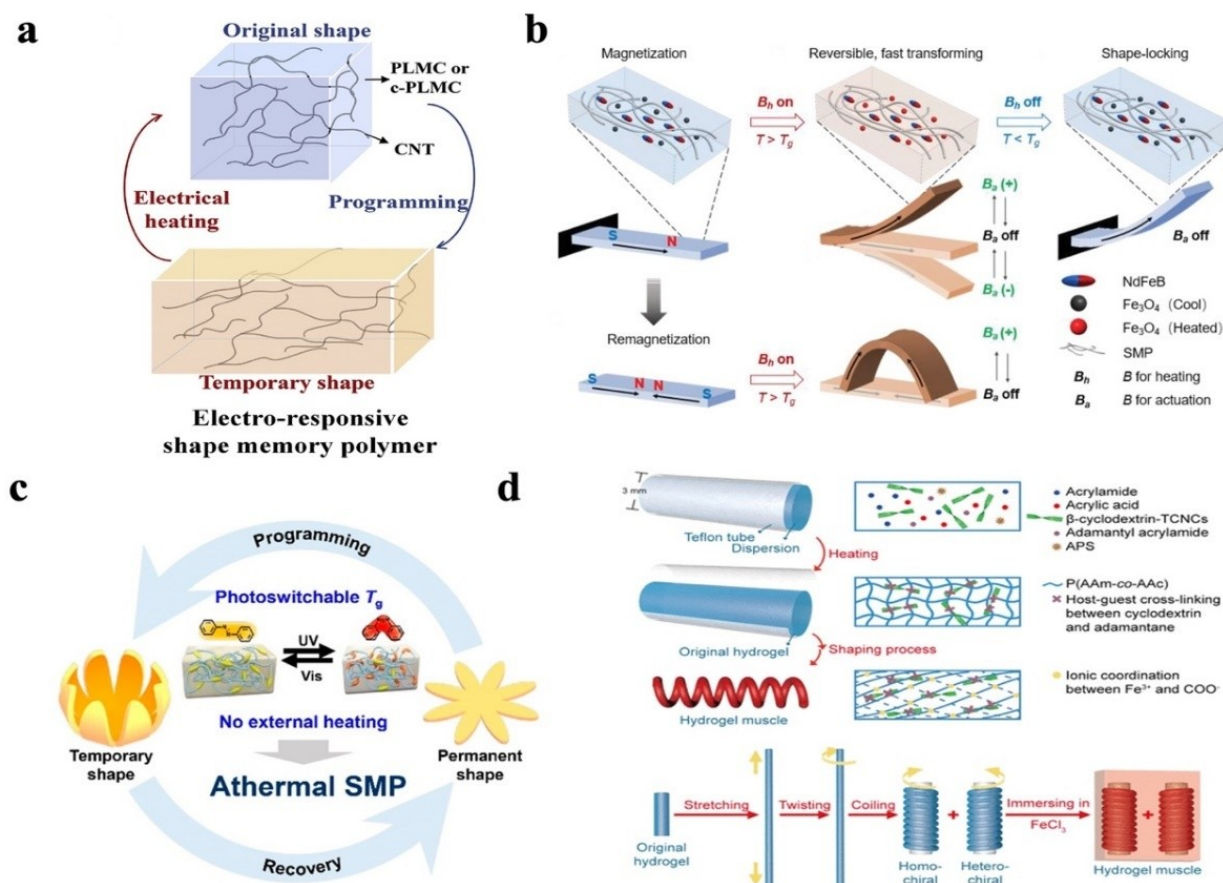 a
Original shape
PLMC or
c-PLMC
CNT
Electrical
heating
Programming
Temporary shape
Electro-responsive
shape memory polymer
b
Magnetization
Reversible, fast transforming
Shape-locking
Bh on
T > Tg
Bh off
T < Tg
S
N
Ba (+)
Ba off
Ba (-)
Ba off
NdFeB
Fe3O4 (Cool)
Fe3O4 (Heated)
SMP
Bh B for heating
Ba B for actuation
Remagnetization
S N N S
Bh on
T > Tg
Ba (+)
Ba off
c
Programming
Photoswitchable Tg
UV
Vis
No external heating
Temporary
shape
Permanent
shape
Athermal SMP
Recovery
d
3 mm
Teflon tube
Dispersion
Heating
Original hydrogel
Shaping process
Hydrogel muscle
Acrylamide
Acrylic acid
β-cyclodextrin-TCNCs
Adamantyl acrylamide
APS
P(AAm-co-AAc)
Host-guest cross-linking
between cyclodextrin
and adamantane
Ionic coordination
between Fe³⁺ and COO⁻
Original
hydrogel
Stretching
Twisting
Coiling
+
Homo-
chiral
Hetero-
chiral
Immersing in
FeCl3
+
Hydrogel muscle